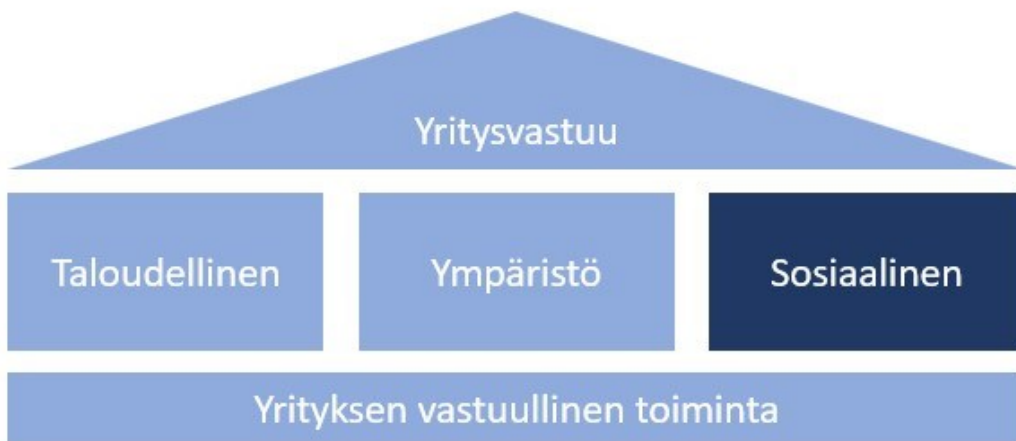 Yritysvastuu
Taloudellinen
Ympäristö
Sosiaalinen
Yrityksen vastuullinen toiminta